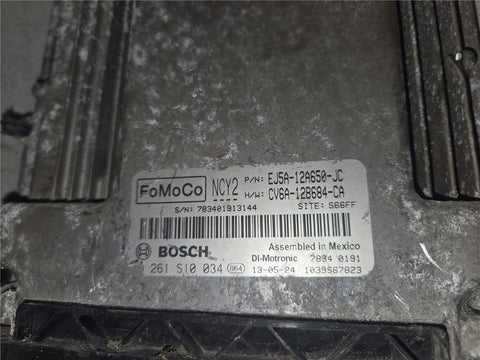 FoMoCo NCY2 P/N: EJ5A-12A650-JC
H/W: CV6A-12B684-CA
S/N: 783401913144 SITE: S66FF
BOSCH Assembled in Mexico
DI-Motronic 7834 0191
261 S10 034 864 13-05-24 1039S67823